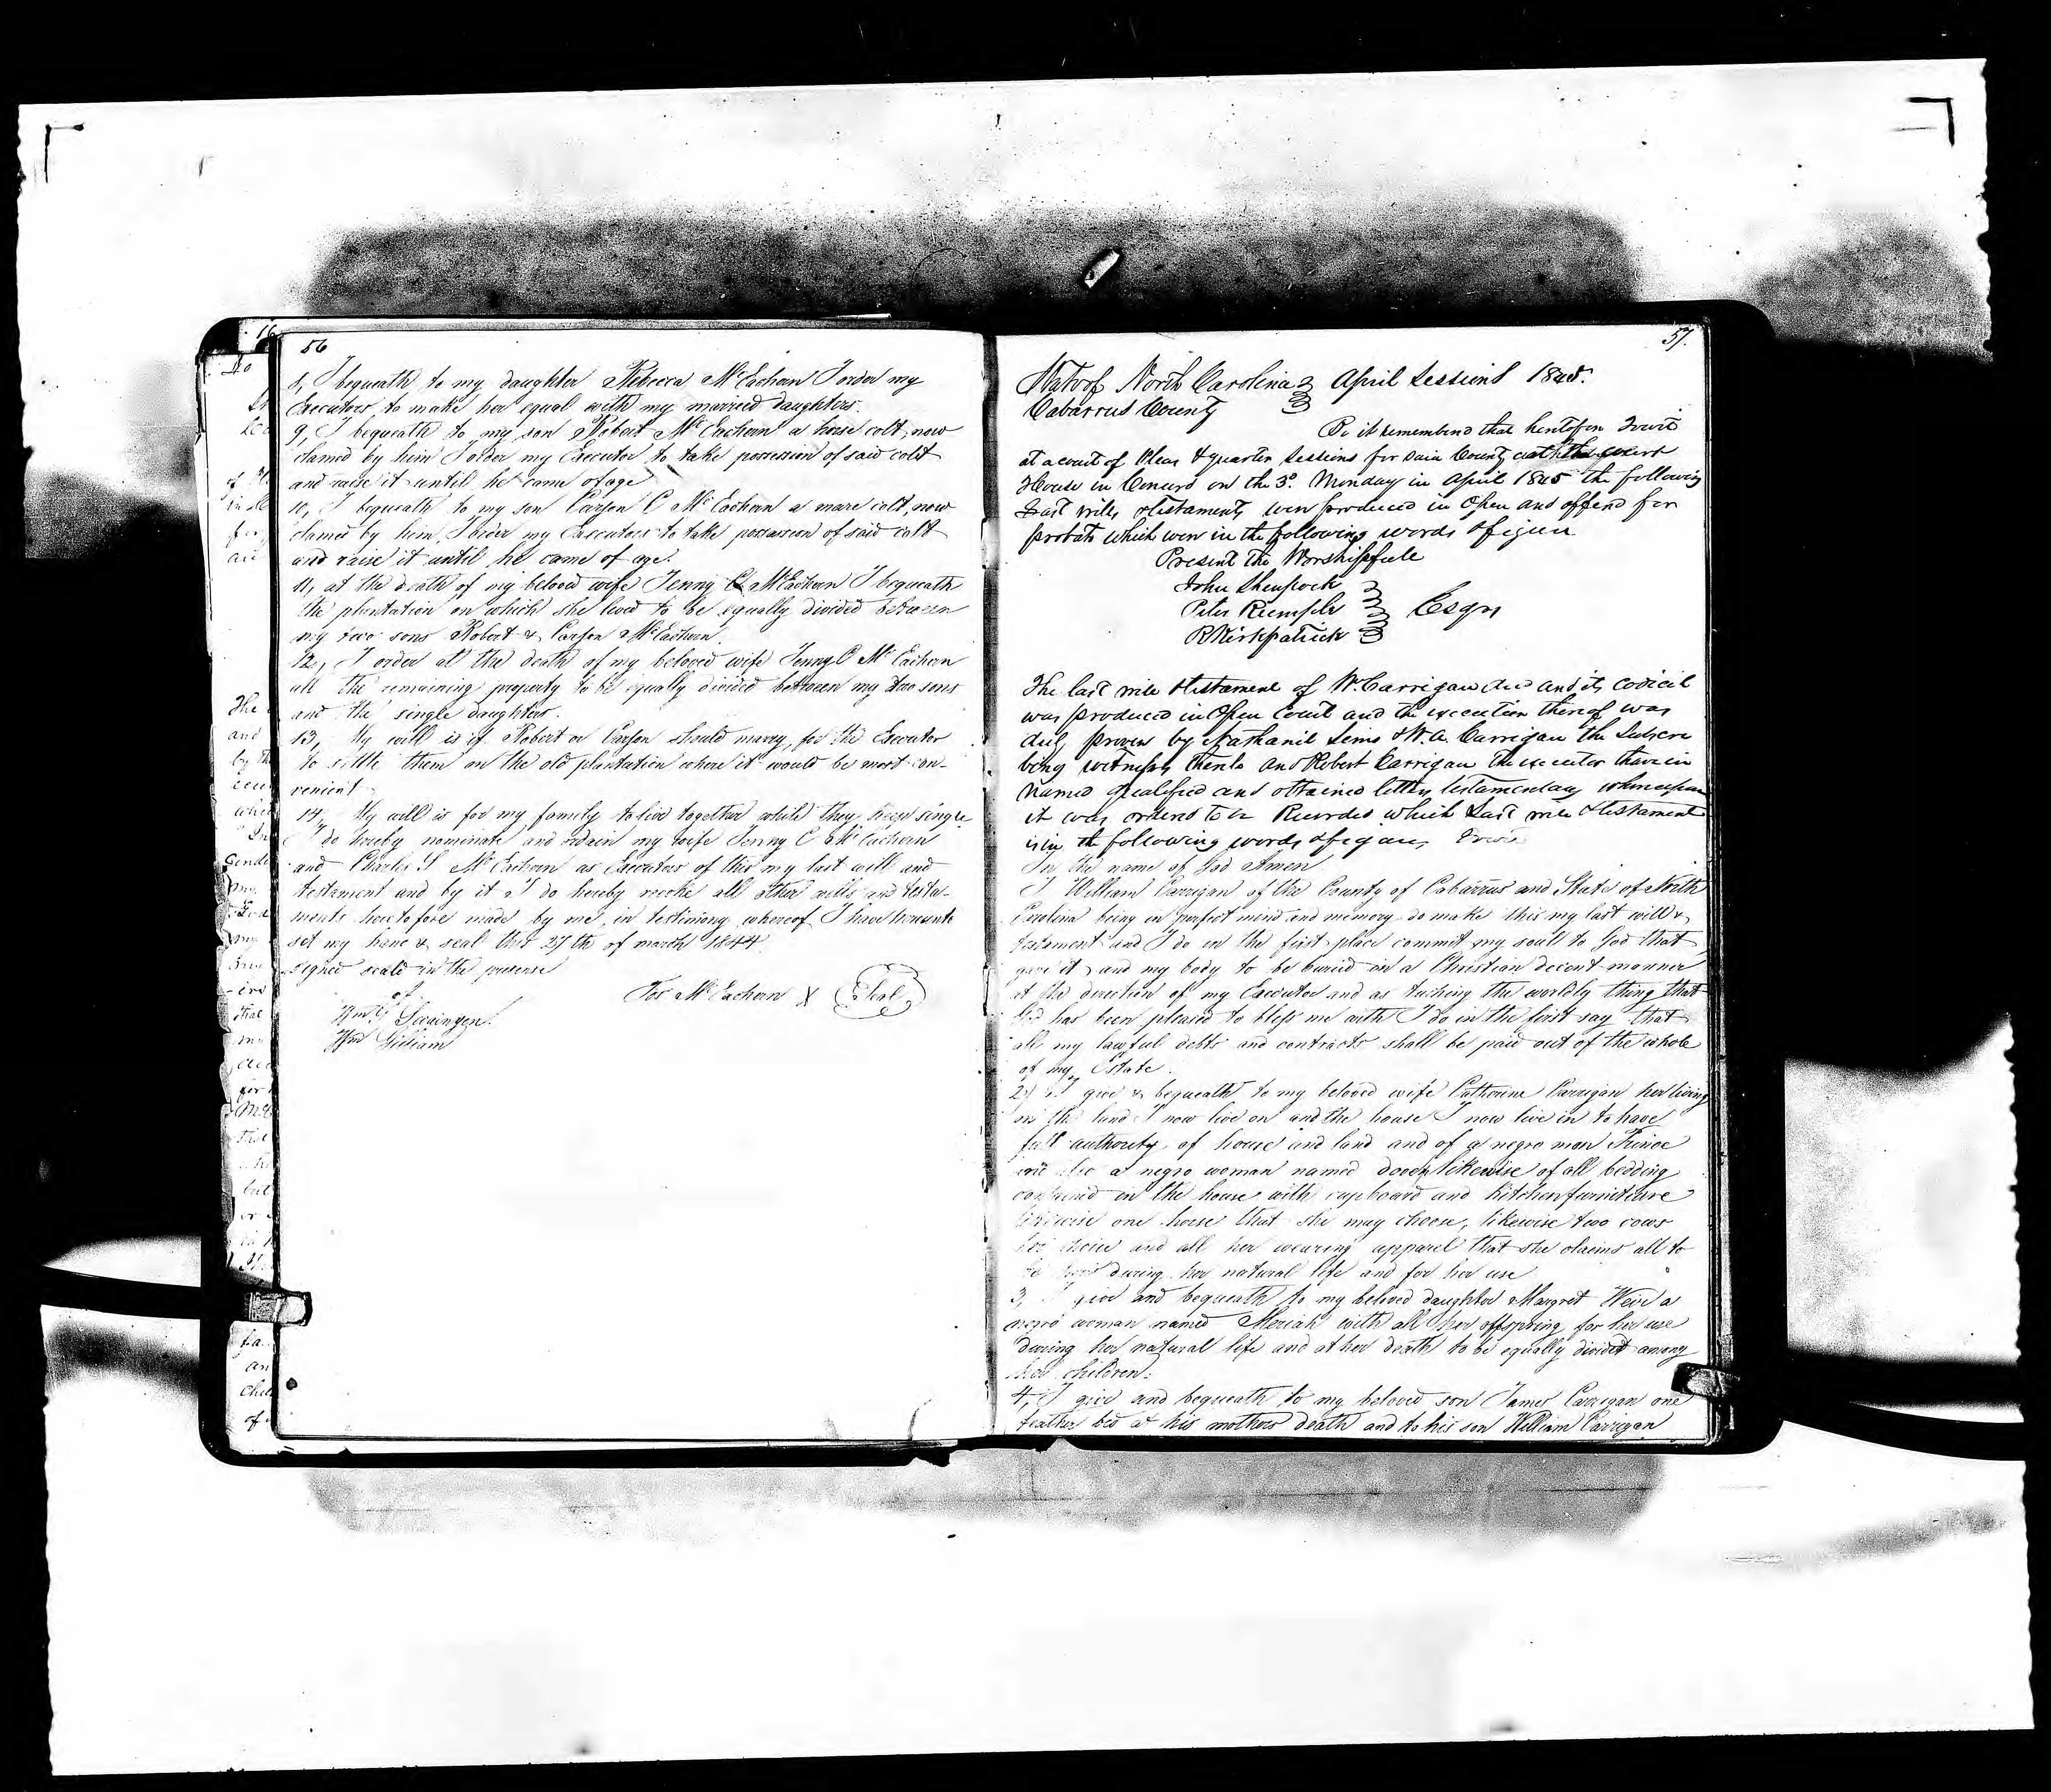 56
8, I bequeath to my daughter Rebecca McEachern I order my
Executors to make her equal with my married daughters.
9, I bequeath to my son Robert McEachern a horse colt, now
clamed by him I order my Executor to take possession of said colt
and raise it until he came of age
10, I bequeath to my son Carson C McEachern a mare colt, now
clamed by him, I order my Executors to take possession of said colt
and raise it until he came of age.
11, at the death of my beloved wife Jenny C McEachern I bequeath
the plantation on which she lived to be equally divided between
my two sons Robert & Carson McEachern.
12, I order at the death of my beloved wife Jenny C McEachern
all the remaining property to be equally divided between my two sons
and the single daughters.
13, My will is if Robert or Carson should marry, for the Executor
to settle them on the old plantation where it would be most con-
venient
14, My will is for my family to live together while they keep single
I do hereby nominate and ordain my wife Jenny C McEachern
and Charles S McEachern as Executors of this my last will and
testament and by it I do hereby revoke all other wills and testa-
ments heretofore made by me, in testimony whereof I have hereunto
set my hand & seal this 27th of march 1844
signed seald in the presense
of
Jos McEachern X Seal
Wm Gilliam
57.
State of North Carolina April Sessions 1845.
Cabarrus County
Be it remembered that heretofore towit
at a court of Pleas & quarter Sessions for said County at the court
House in Concord on the 3d. Monday in April 1845 the following
Last wills & testaments were produced in Open and offered for
probate which were in the following words & figures
Present the Worshipfull
John Shinpock
Peter Rumple Esqrs
R Kirkpatrick
The last will & testament of W. Carrigan decd and its codicil
was produced in Open Court and the execution thereof was
duly proven by Nathaniel Sims & W. A. Carrigan the Subscri
bing witnesses thereto and Robert Carrigan the executor therein
named qualified and obtained letters testamentary whereupon
it was ordered to be Recorded which Last will & testament
is in the following words & figures, towit
In the name of God Amen
I William Carrigan of the County of Cabarrus and State of North
Carolina being in perfect mind and memory do make this my last will &
testament and I do in the first place commit my soull to God that
gave it, and my body to be buried in a Christian decent manner
at the direction of my Executor and as tuching the worldly thing that
God has been pleased to bless me with I do in the first say that
all my lawful debts and contracts shall be paid out of the whole
of my Estate.
2, I give & bequeath to my beloved wife Catherine Carrigan her living
on the land I now live on and the house I now live in to have
full authority of house and land and of a negro man Prince
and also a negro woman named likewise of all bedding
contained in the house with cupboard and kitchen furniteure
likewise one horse that she may choose, likewise two cows
her choice and all her wearing apparel that she claims all to
be hers during her natural life and for her use
3, I give and bequeath to my beloved daughter Margret Weir a
negro woman named Meriah with all her offspring for her use
during her natural life and at her death to be equally divided among
her children.
4, I give and bequeath to my beloved son James Carrigan one
feather bed at his mothers death and to his son William Carrigan